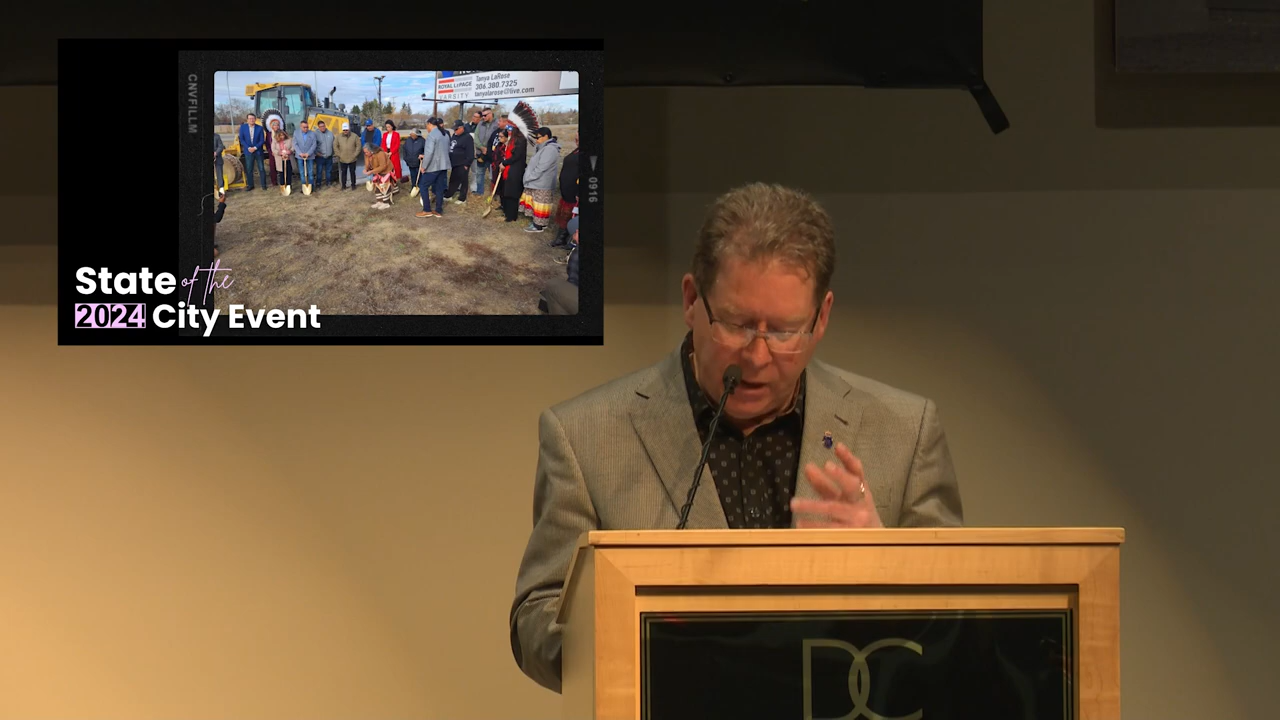 CNVFILLM
ROYAL LEPAGE
VARSITY
Tanya LaRose
306.380.7325
tanyalarose@live.com
0916
State of the
2024 City Event
DC